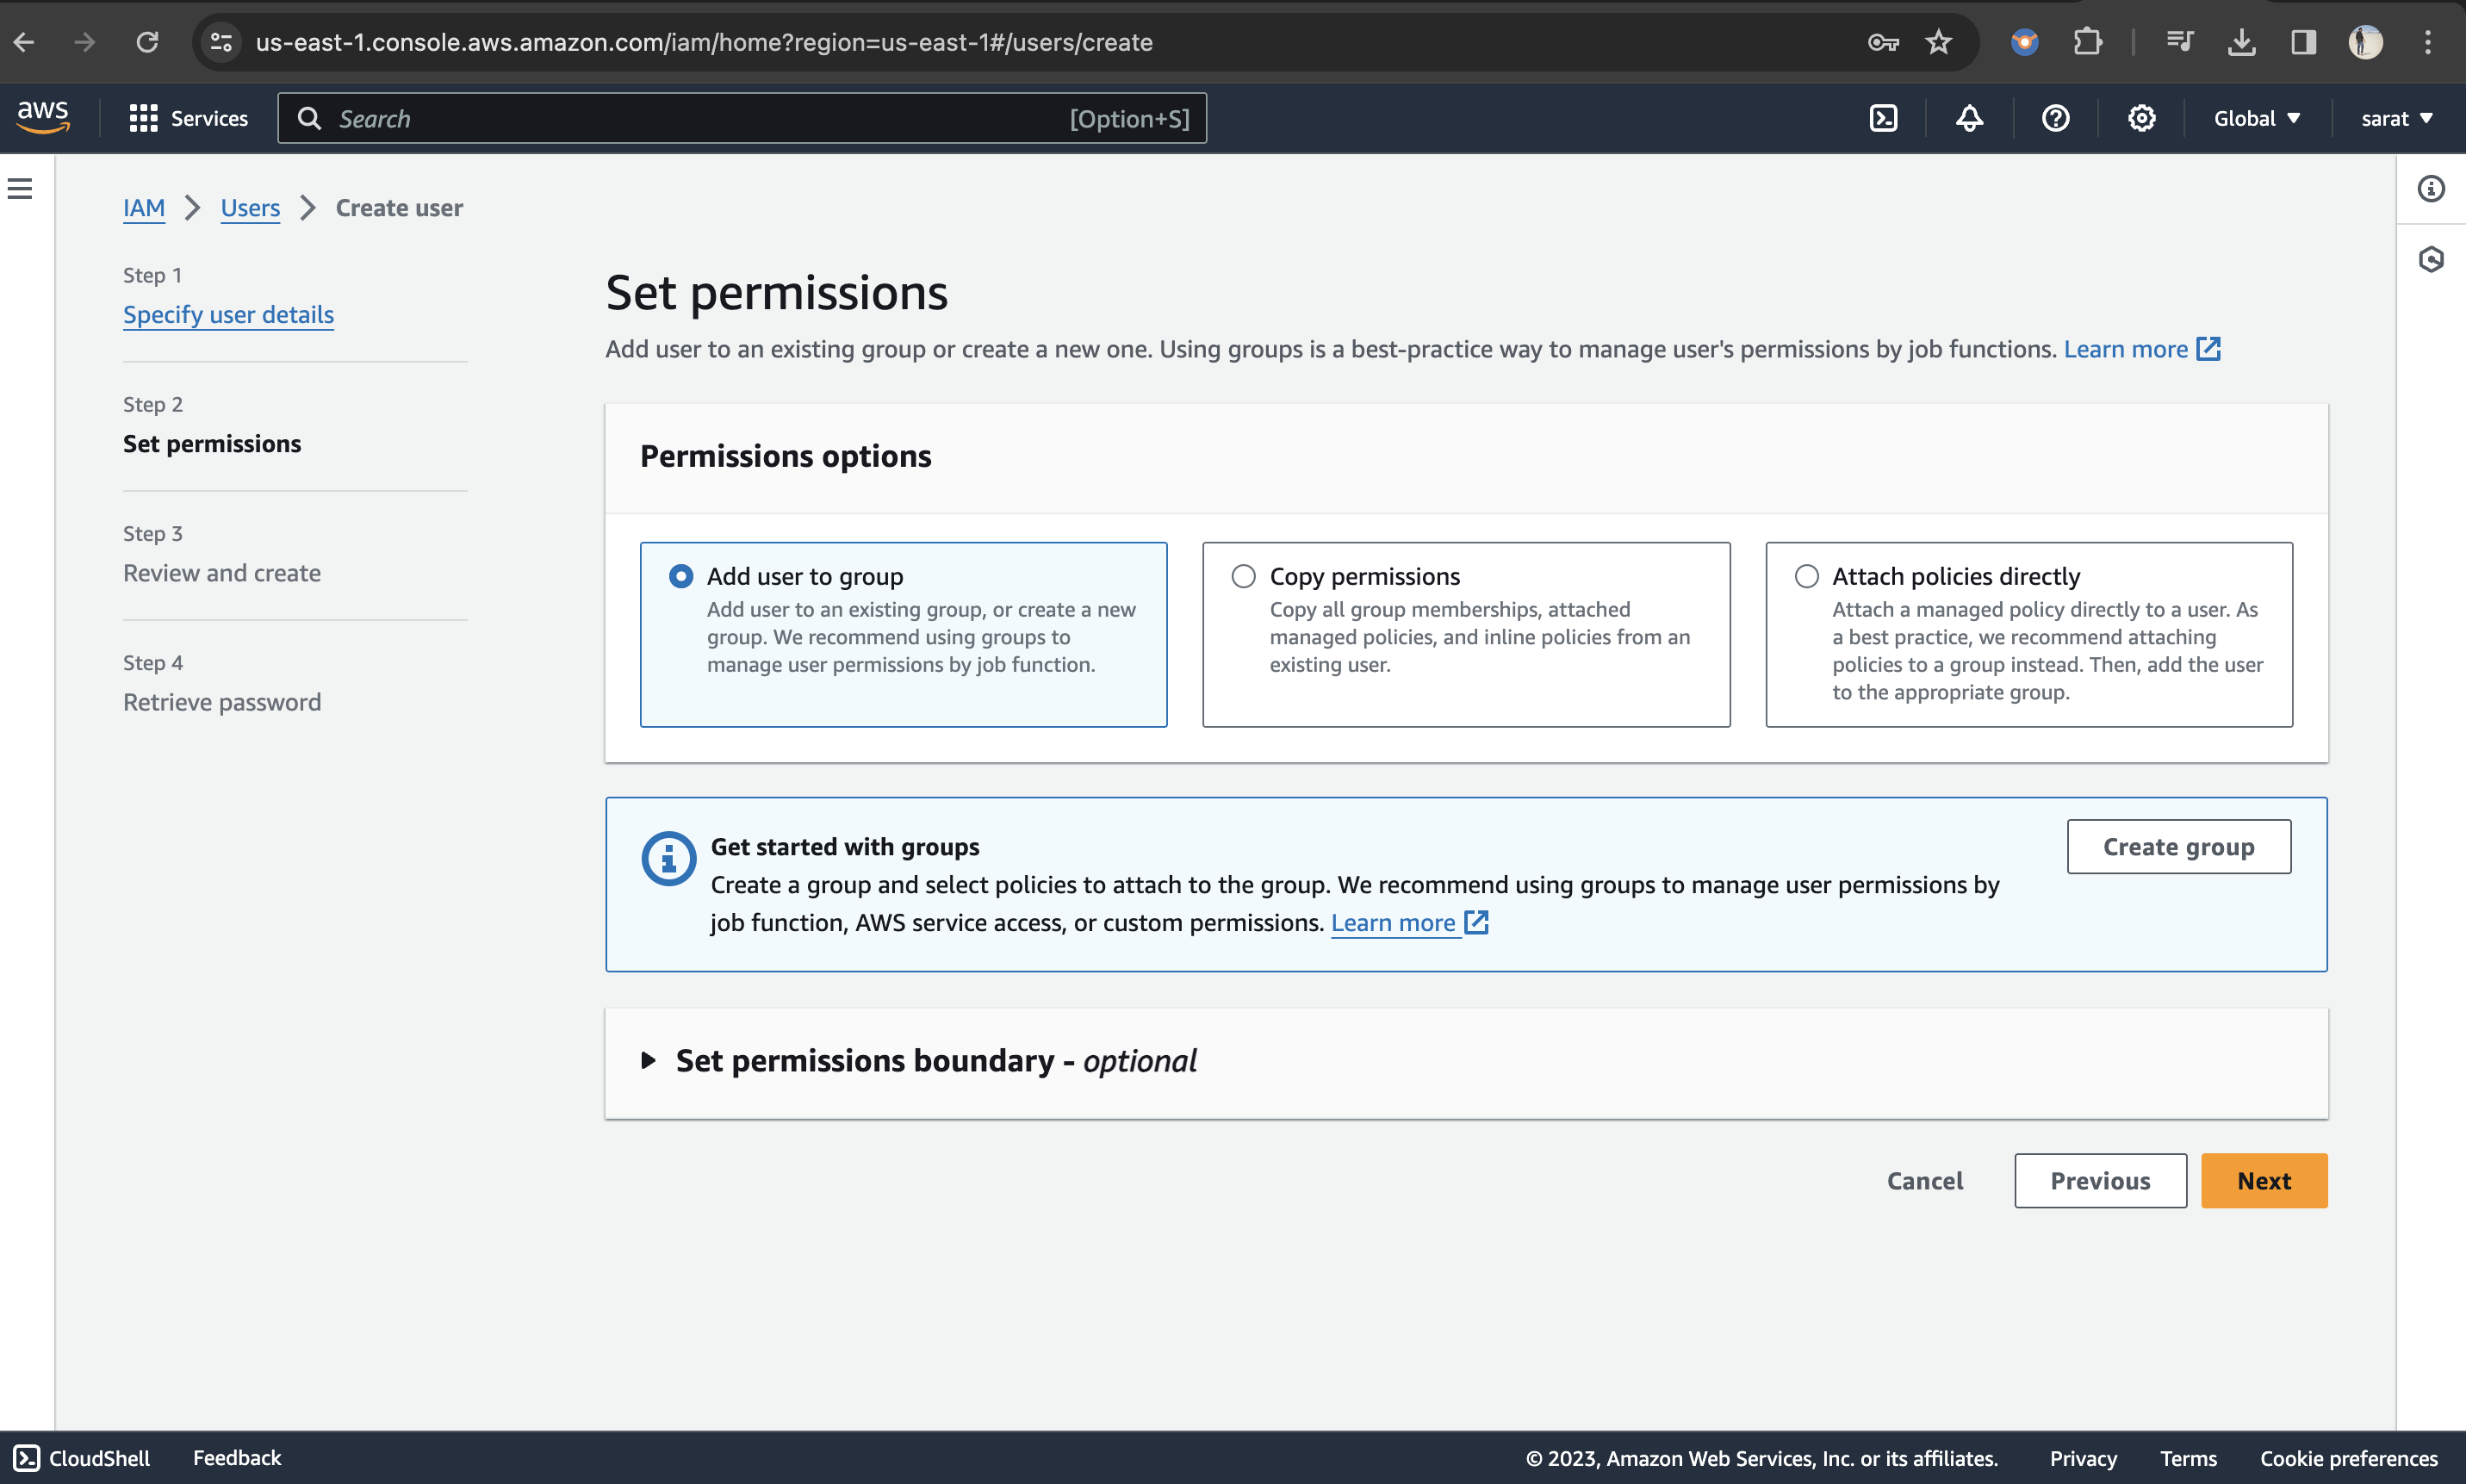 us-east-1.console.aws.amazon.com/iam/home?region=us-east-1#/users/create
aws
Services
Search
[Option+S]
Global
sarat
IAM
Users
Create user
Step 1
Specify user details
Step 2
Set permissions
Step 3
Review and create
Step 4
Retrieve password
Set permissions
Add user to an existing group or create a new one. Using groups is a best-practice way to manage user's permissions by job functions. Learn more
Permissions options
Add user to group
Add user to an existing group, or create a new
group. We recommend using groups to
manage user permissions by job function.
Copy permissions
Copy all group memberships, attached
managed policies, and inline policies from an
existing user.
Attach policies directly
Attach a managed policy directly to a user. As
a best practice, we recommend attaching
policies to a group instead. Then, add the user
to the appropriate group.
Get started with groups
Create a group and select policies to attach to the group. We recommend using groups to manage user permissions by
job function, AWS service access, or custom permissions. Learn more
Create group
Set permissions boundary - optional
Cancel
Previous
Next
CloudShell
Feedback
© 2023, Amazon Web Services, Inc. or its affiliates.
Privacy
Terms
Cookie preferences